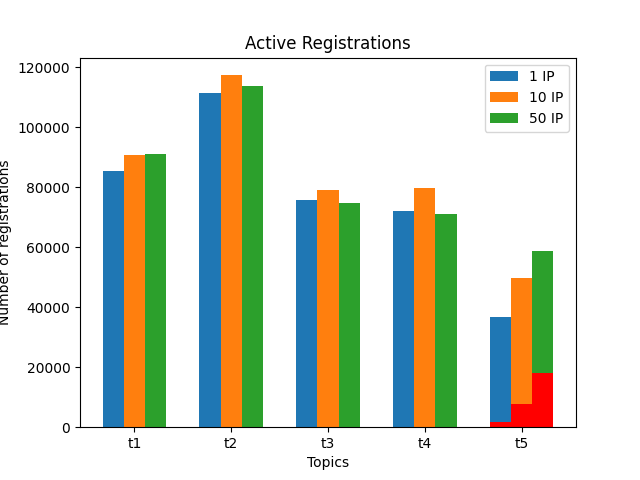 Active Registrations
120000
100000
80000
60000
40000
20000
0
Number of registrations
1 IP
10 IP
50 IP
t1
t2
t3
t4
t5
Topics